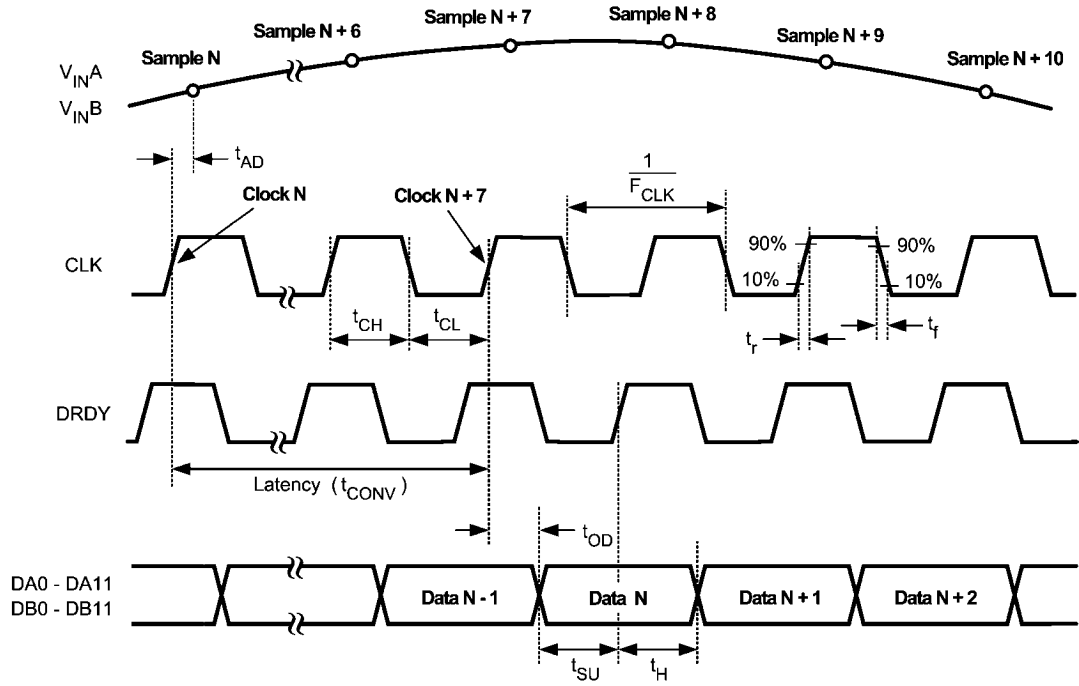 Sample N
Sample N + 6
Sample N + 7
Sample N + 8
Sample N + 9
Sample N + 10
VINA
VINB
tAD
Clock N
Clock N + 7
1
FCLK
CLK
90%
10%
90%
10%
tCH
tCL
tr
tf
DRDY
Latency (tCONV)
tOD
DA0 - DA11
DB0 - DB11
Data N - 1
Data N
Data N + 1
Data N + 2
tSU
tH